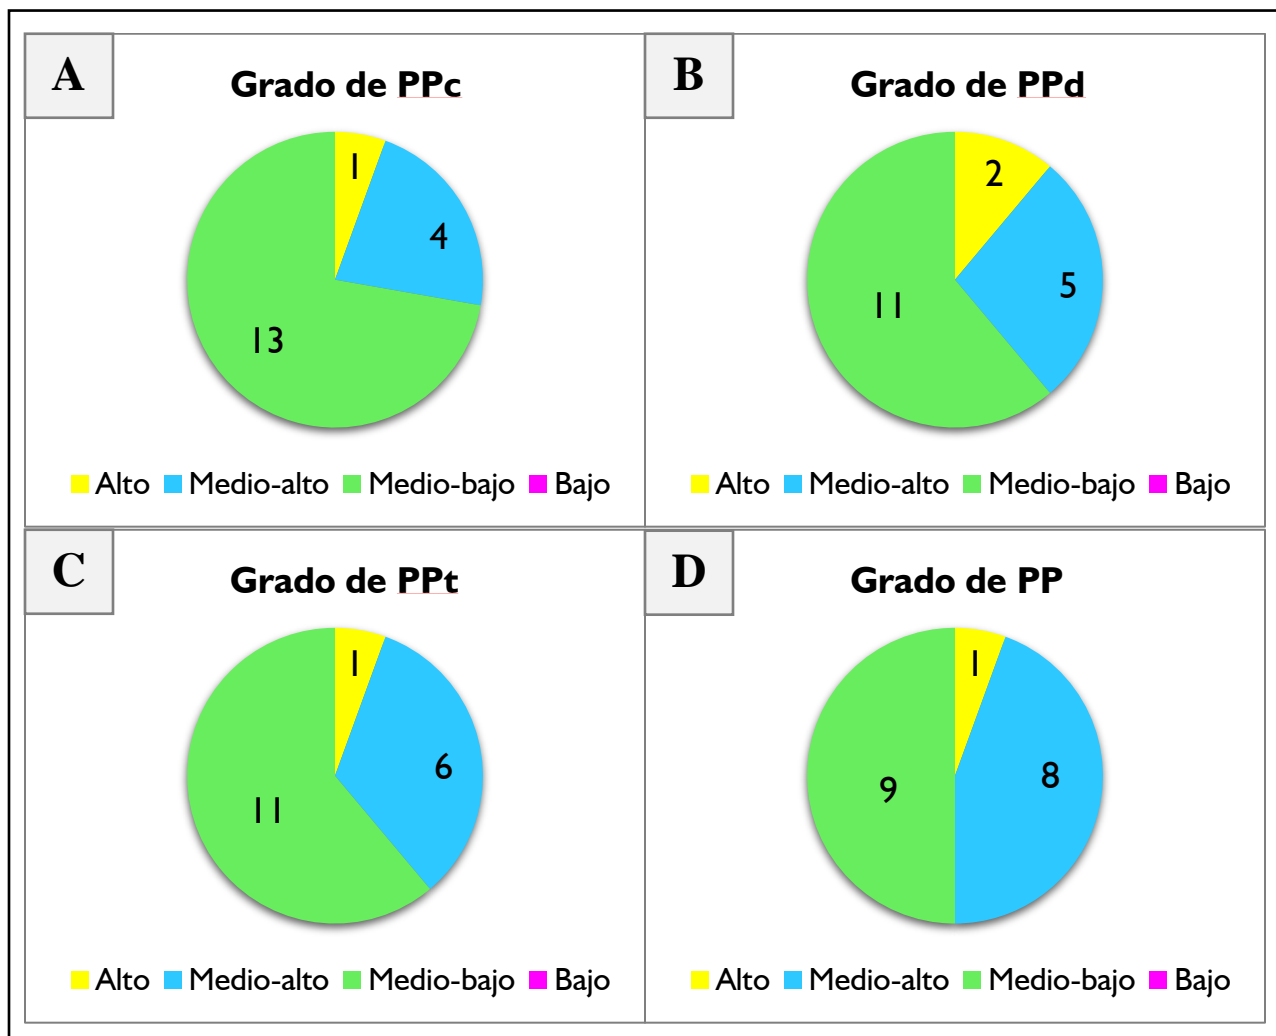 A
Grado de PPc
1
4
13
Alto Medio-alto Medio-bajo Bajo
B
Grado de PPd
2
5
11
Alto Medio-alto Medio-bajo Bajo
C
Grado de PPt
1
6
11
Alto Medio-alto Medio-bajo Bajo
D
Grado de PP
1
8
9
Alto Medio-alto Medio-bajo Bajo